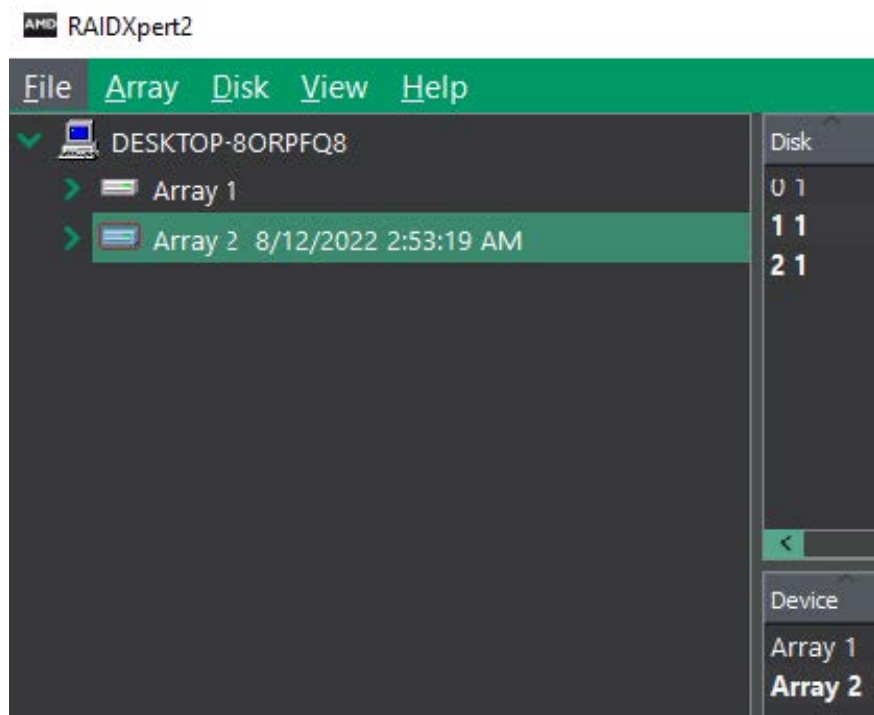 AMD RAIDXpert2
File Array Disk View Help
DESKTOP-8ORPFQ8
Array 1
Array 2 8/12/2022 2:53:19 AM
Disk
0 1
1 1
2 1
Device
Array 1
Array 2